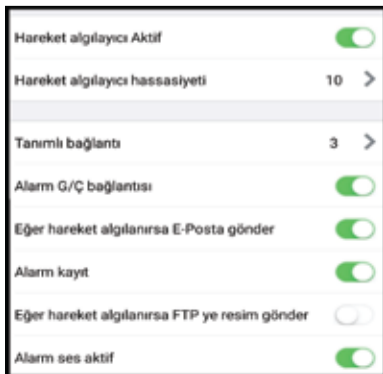 Hareket algılayıcı Aktif
Hareket algılayıcı hassasiyeti 10 >
Tanımlı bağlantı 3 >
Alarm G/Ç bağlantısı
Eğer hareket algılanırsa E-Posta gönder
Alarm kayıt
Eğer hareket algılanırsa FTP ye resim gönder
Alarm ses aktif